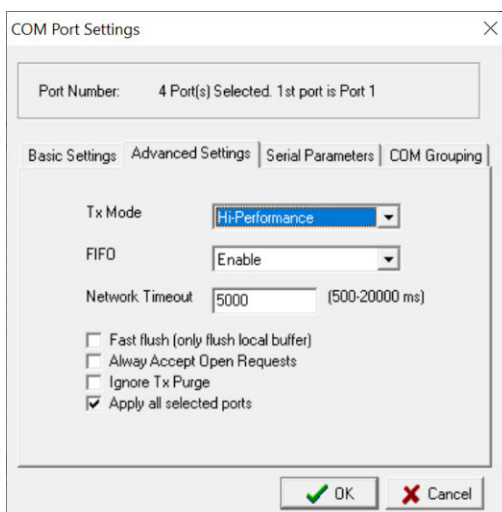 COM Port Settings
Port Number: 4 Port(s) Selected. 1st port is Port 1
Basic Settings Advanced Settings Serial Parameters COM Grouping
Tx Mode Hi-Performance
FIFO Enable
Network Timeout 5000 (500-20000 ms)
Fast flush (only flush local buffer)
Alway Accept Open Requests
Ignore Tx Purge
Apply all selected ports
OK Cancel